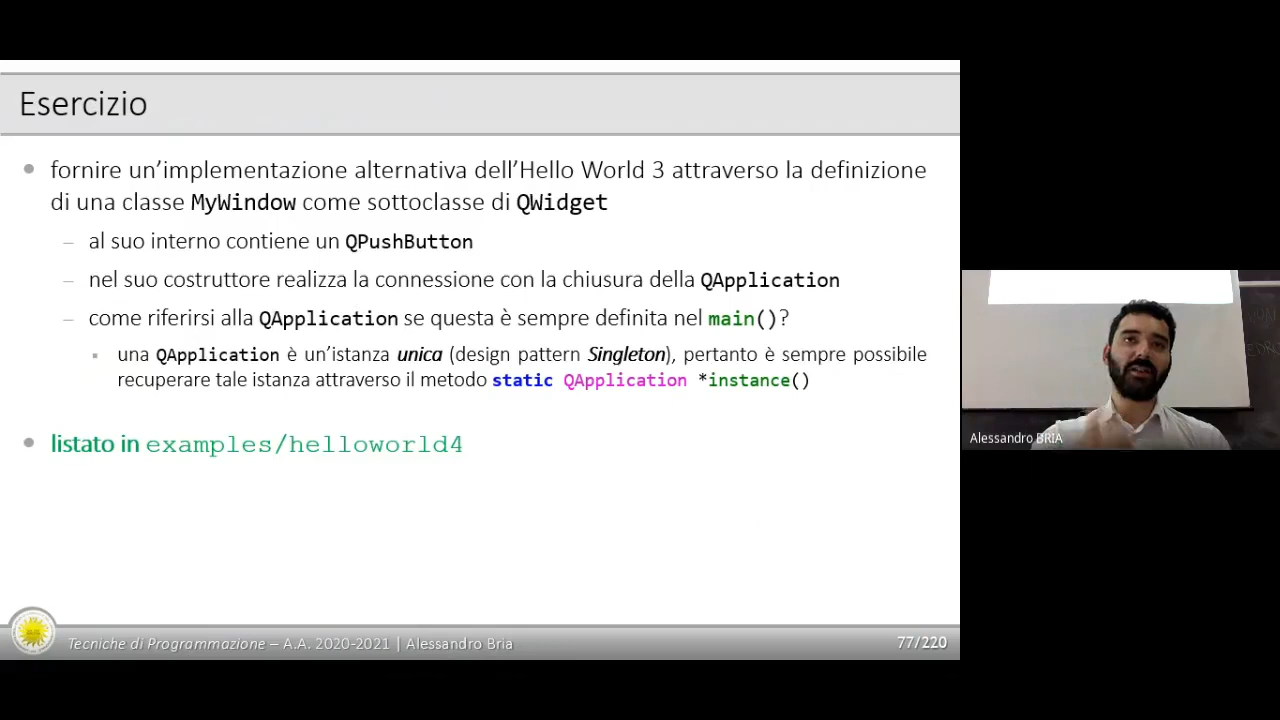 Esercizio
fornire un'implementazione alternativa dell'Hello World 3 attraverso la definizione
di una classe MyWindow come sottoclasse di QWidget
– al suo interno contiene un QPushButton
– nel suo costruttore realizza la connessione con la chiusura della QApplication
– come riferirsi alla QApplication se questa è sempre definita nel main()?
una QApplication è un'istanza unica (design pattern Singleton), pertanto è sempre possibile
recuperare tale istanza attraverso il metodo static QApplication *instance()
listato in examples/helloworld4
Alessandro BRIA
Tecniche di Programmazione – A.A. 2020-2021 | Alessandro Bria
77/220